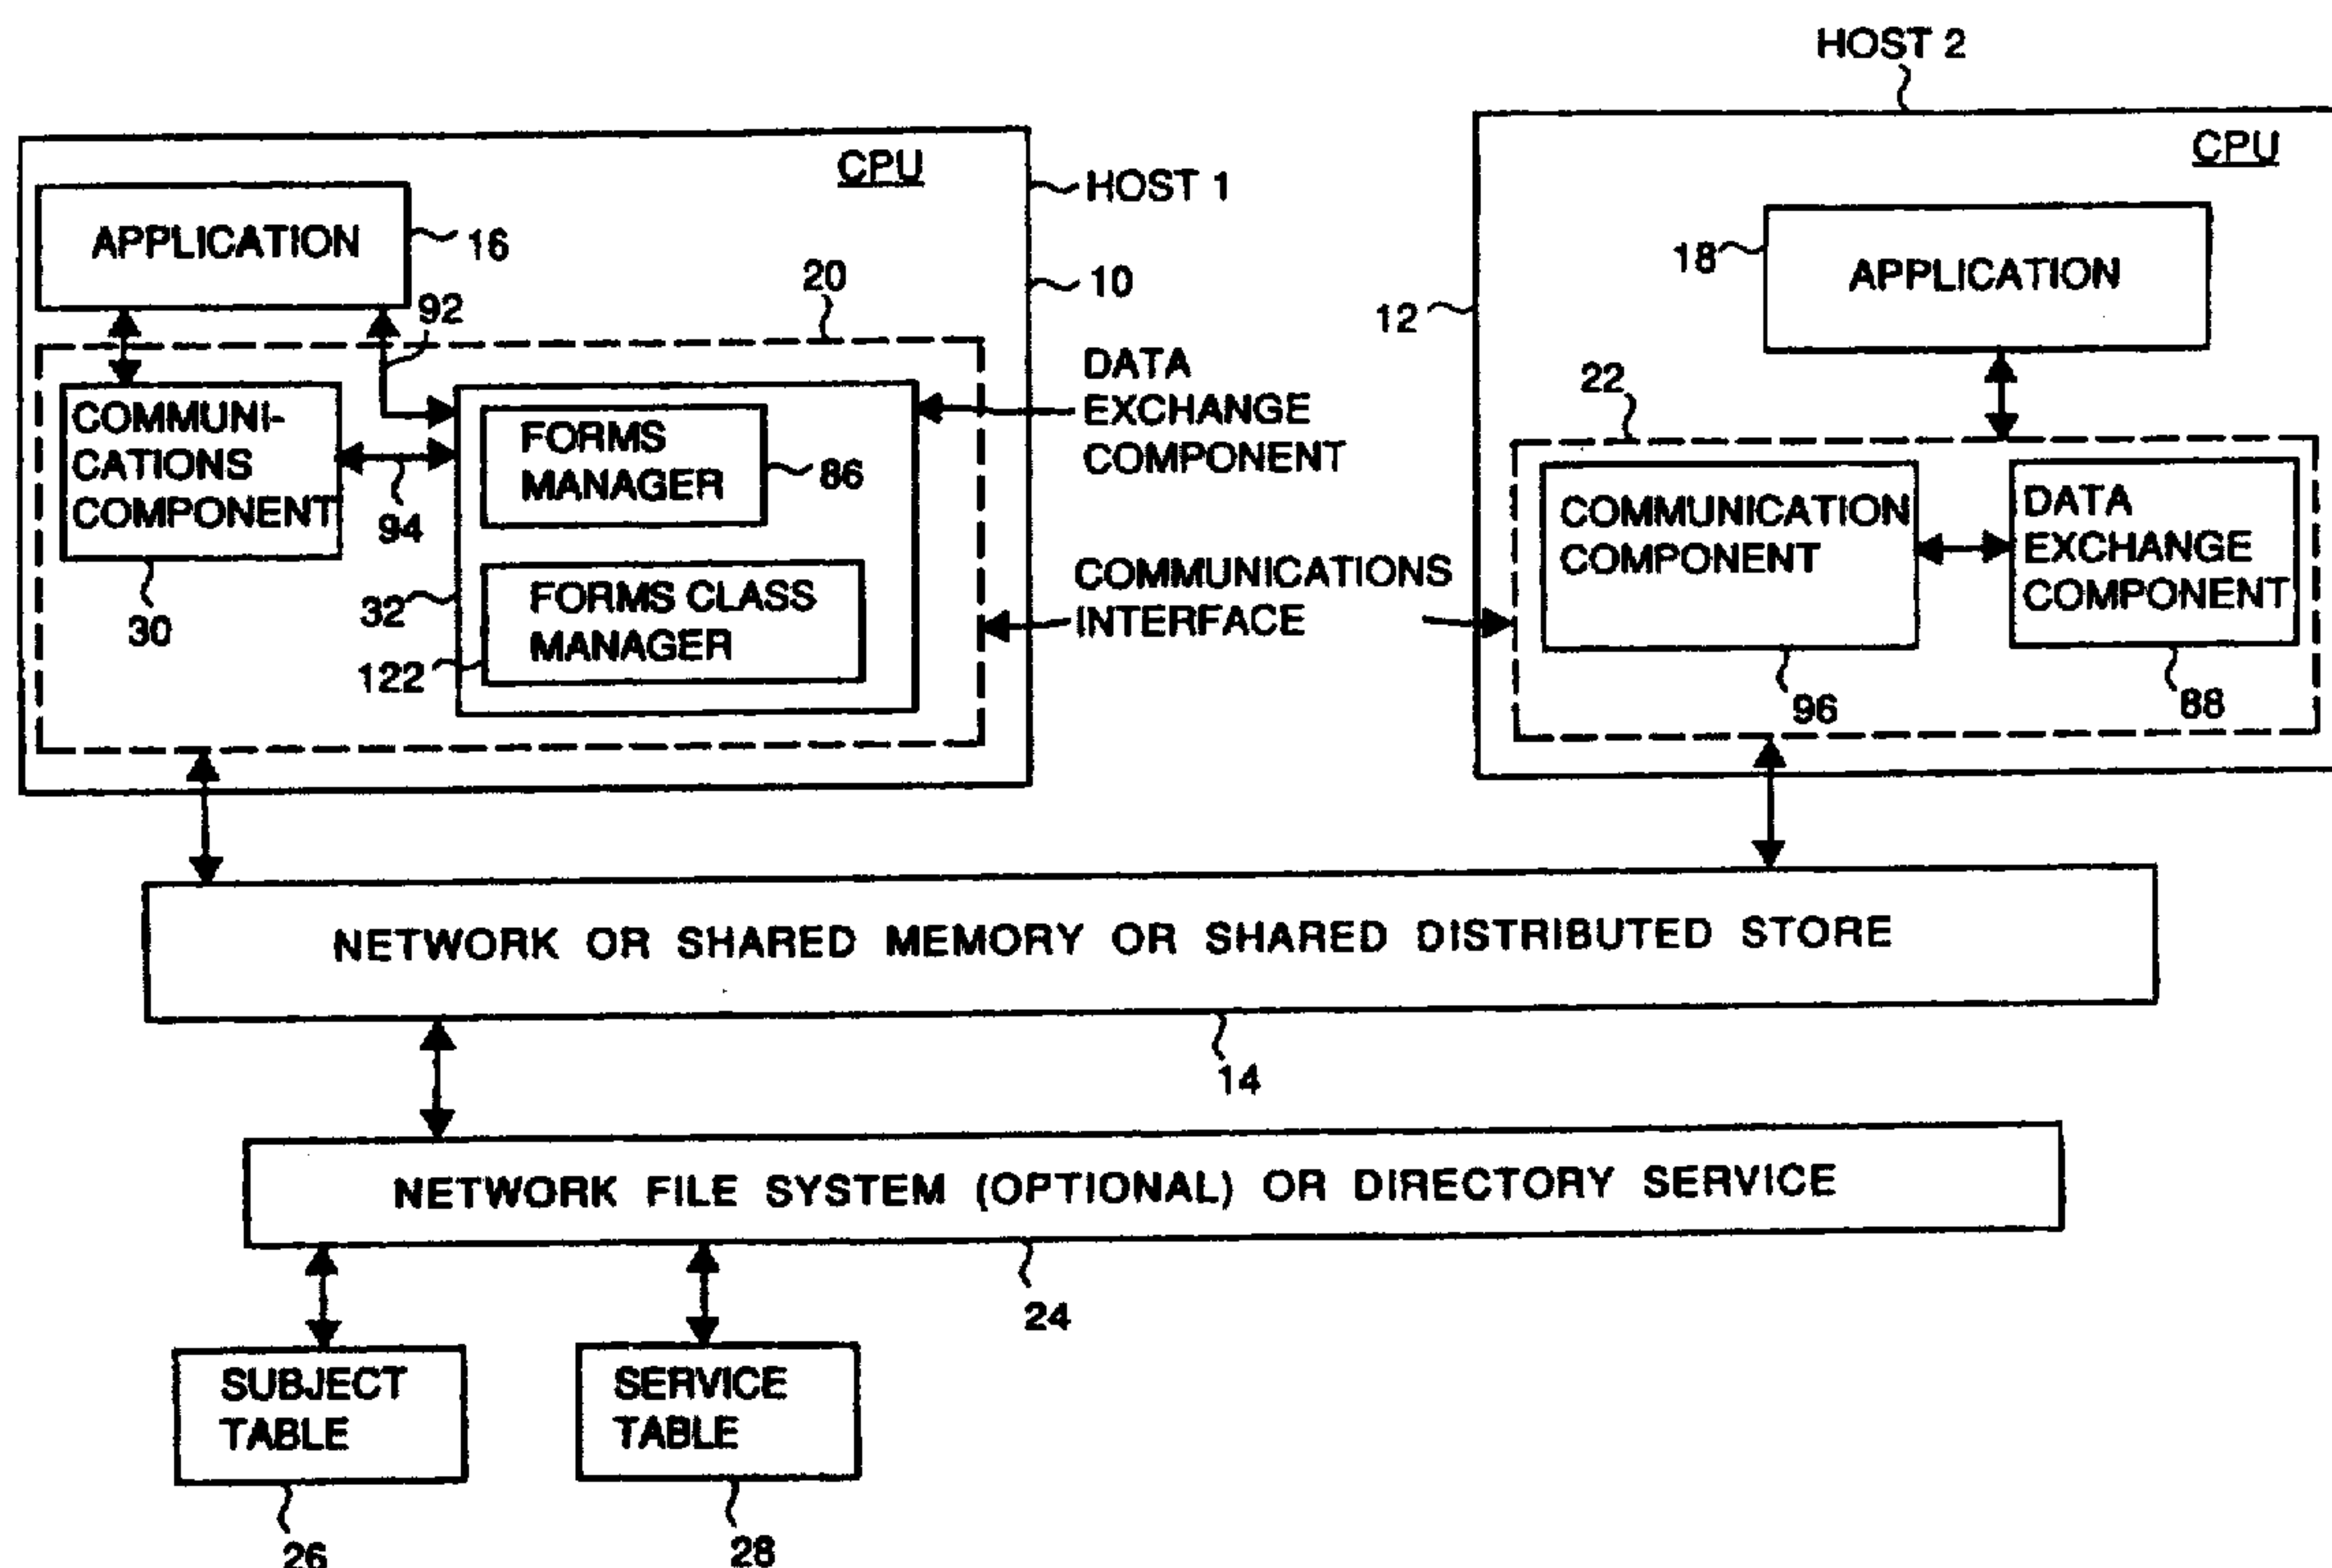 HOST 2
CPU
HOST 1
CPU
APPLICATION
16
10
92
20
18
APPLICATION
12
DATA
EXCHANGE
COMPONENT
22
COMMUNI-
CATIONS
COMPONENT
30
94
FORMS
MANAGER
86
32
FORMS CLASS
MANAGER
122
COMMUNICATIONS
INTERFACE
COMMUNICATION
COMPONENT
96
DATA
EXCHANGE
COMPONENT
88
NETWORK OR SHARED MEMORY OR SHARED DISTRIBUTED STORE
14
NETWORK FILE SYSTEM (OPTIONAL) OR DIRECTORY SERVICE
24
SUBJECT
TABLE
26
SERVICE
TABLE
28